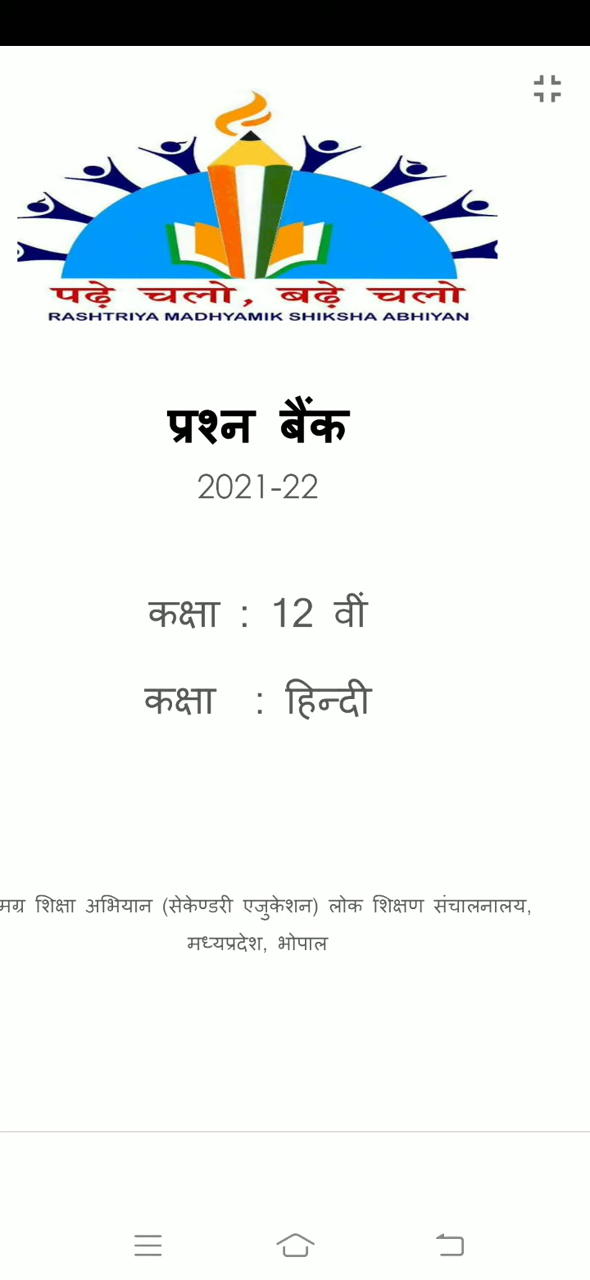 पढ़े चलो, बढ़े चलो
RASHTRIYA MADHYAMIK SHIKSHA ABHIYAN
प्रश्न बैंक
2021-22
कक्षा : 12 वीं
कक्षा : हिन्दी
मग्र शिक्षा अभियान (सेकेण्डरी एजुकेशन) लोक शिक्षण संचालनालय,
मध्यप्रदेश, भोपाल